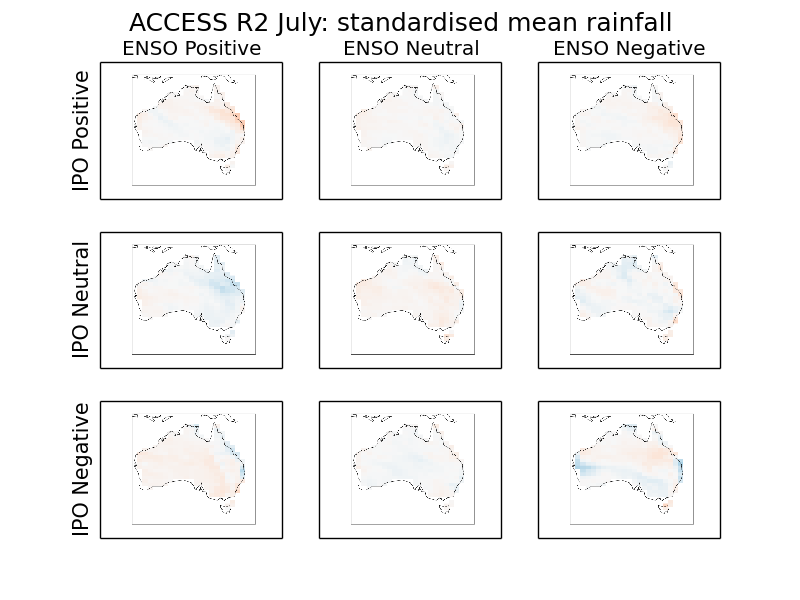 ACCESS R2 July: standardised mean rainfall
ENSO Positive ENSO Neutral ENSO Negative
IPO Positive
IPO Neutral
IPO Negative